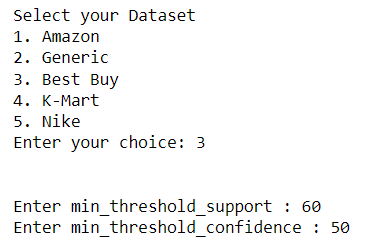 Select your Dataset
1. Amazon
2. Generic
3. Best Buy
4. K-Mart
5. Nike
Enter your choice: 3
Enter min_threshold_support : 60
Enter min_threshold_confidence : 50